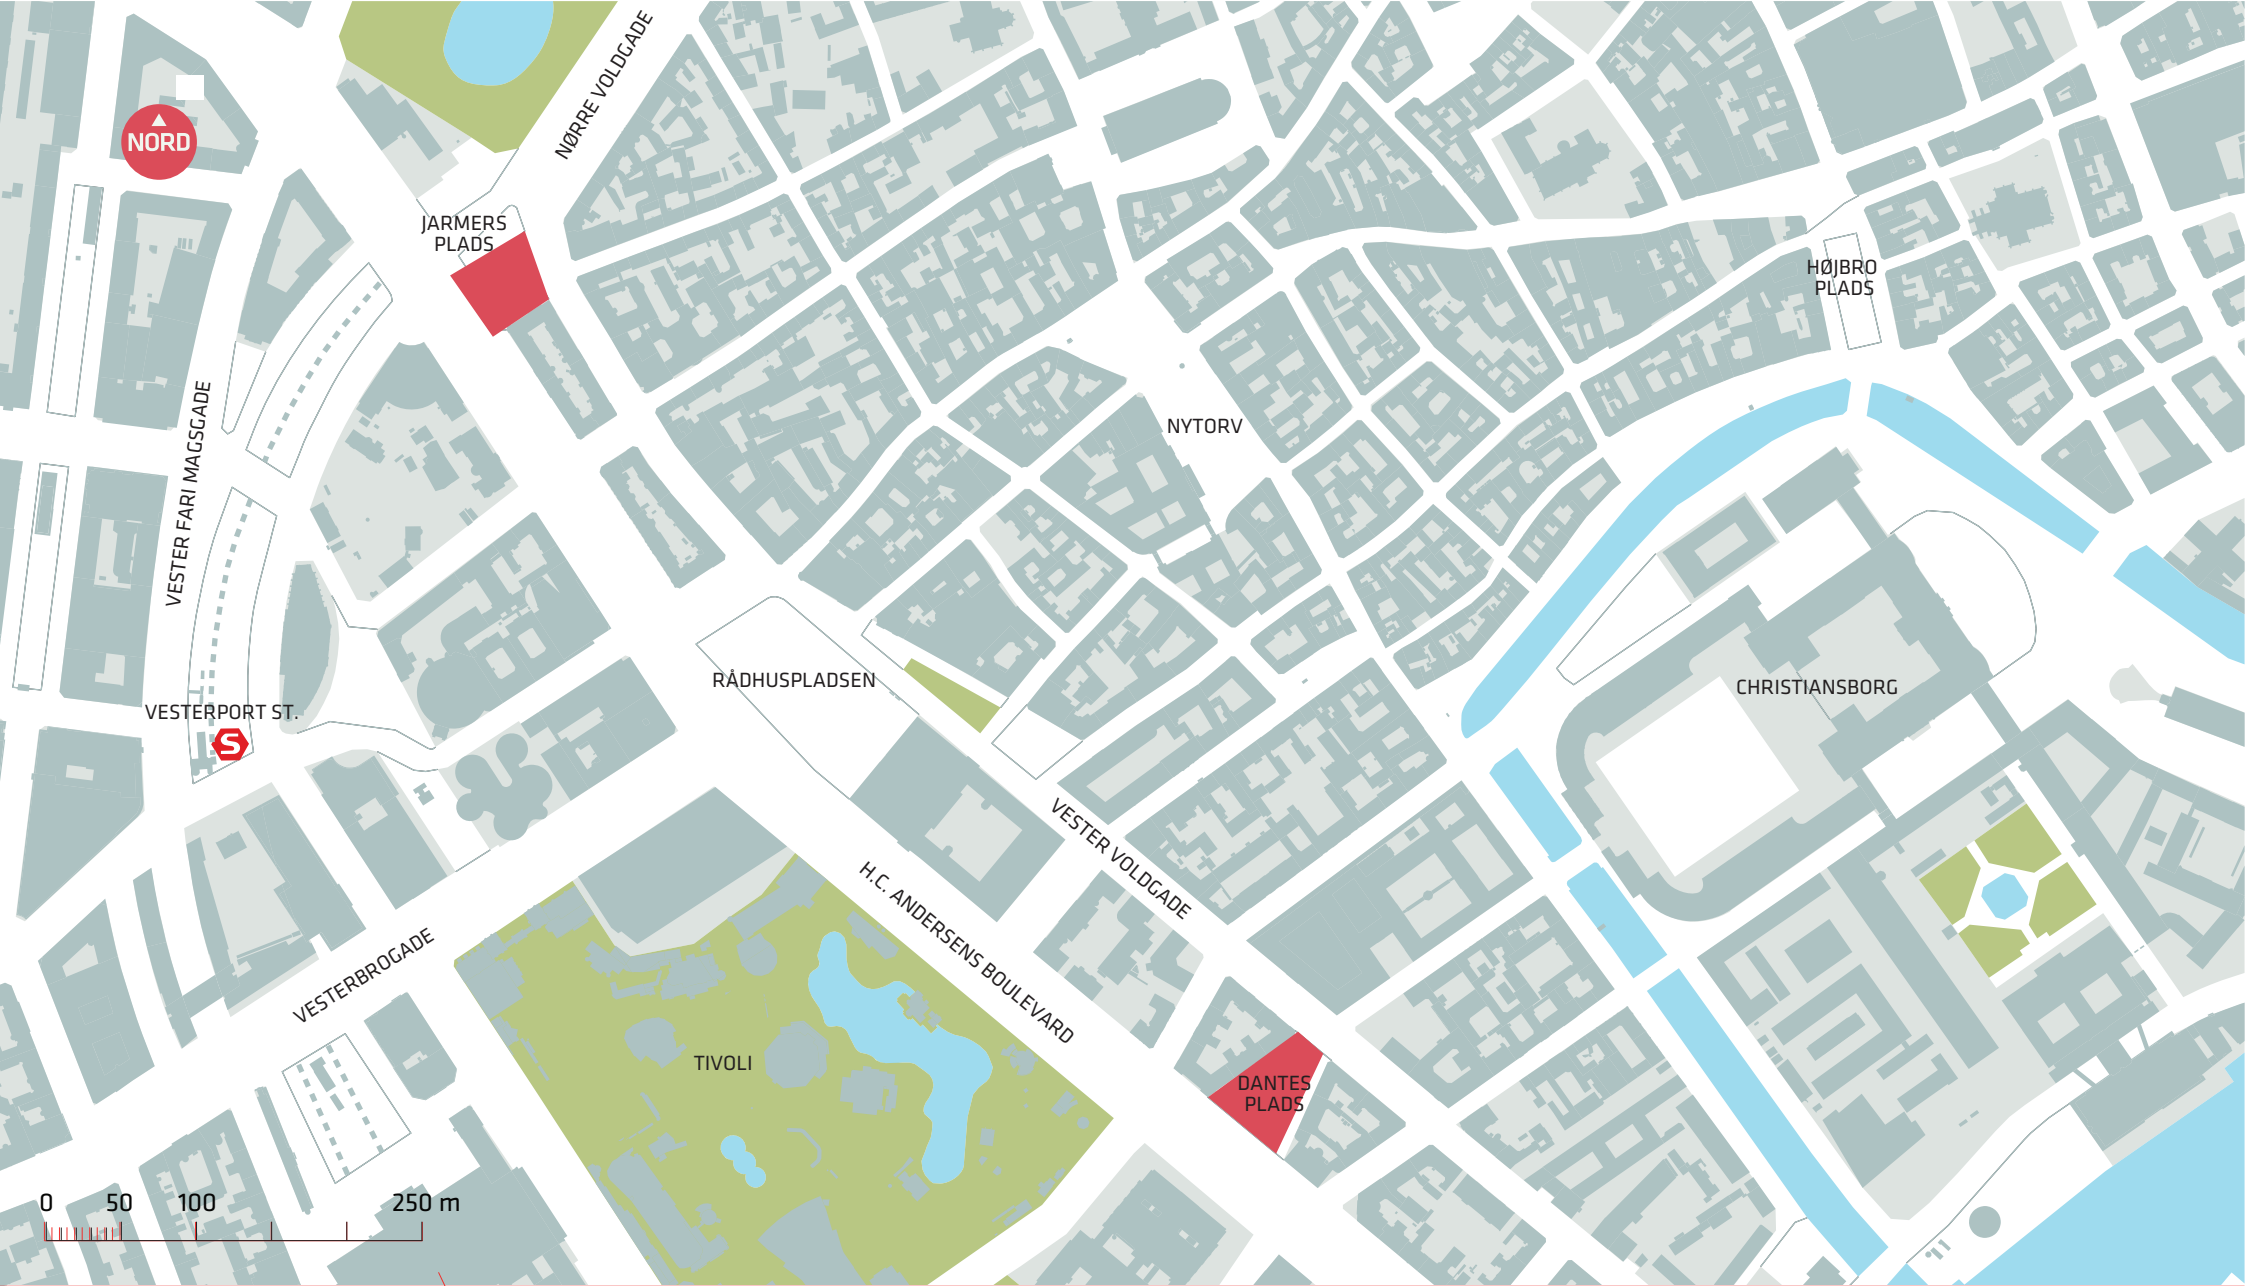 NØRRE VOLDGADE
NORD
JARMERS
PLADS
HØJBRO
PLADS
VESTER FARI MAGSGADE
NYTORV
RÅDHUSPLADSEN
CHRISTIANSBORG
VESTERPORT ST.
S
VESTER VOLDGADE
H.C. ANDERSENS BOULEVARD
VESTERBROGADE
TIVOLI
DANTES
PLADS
0 50 100 250 m